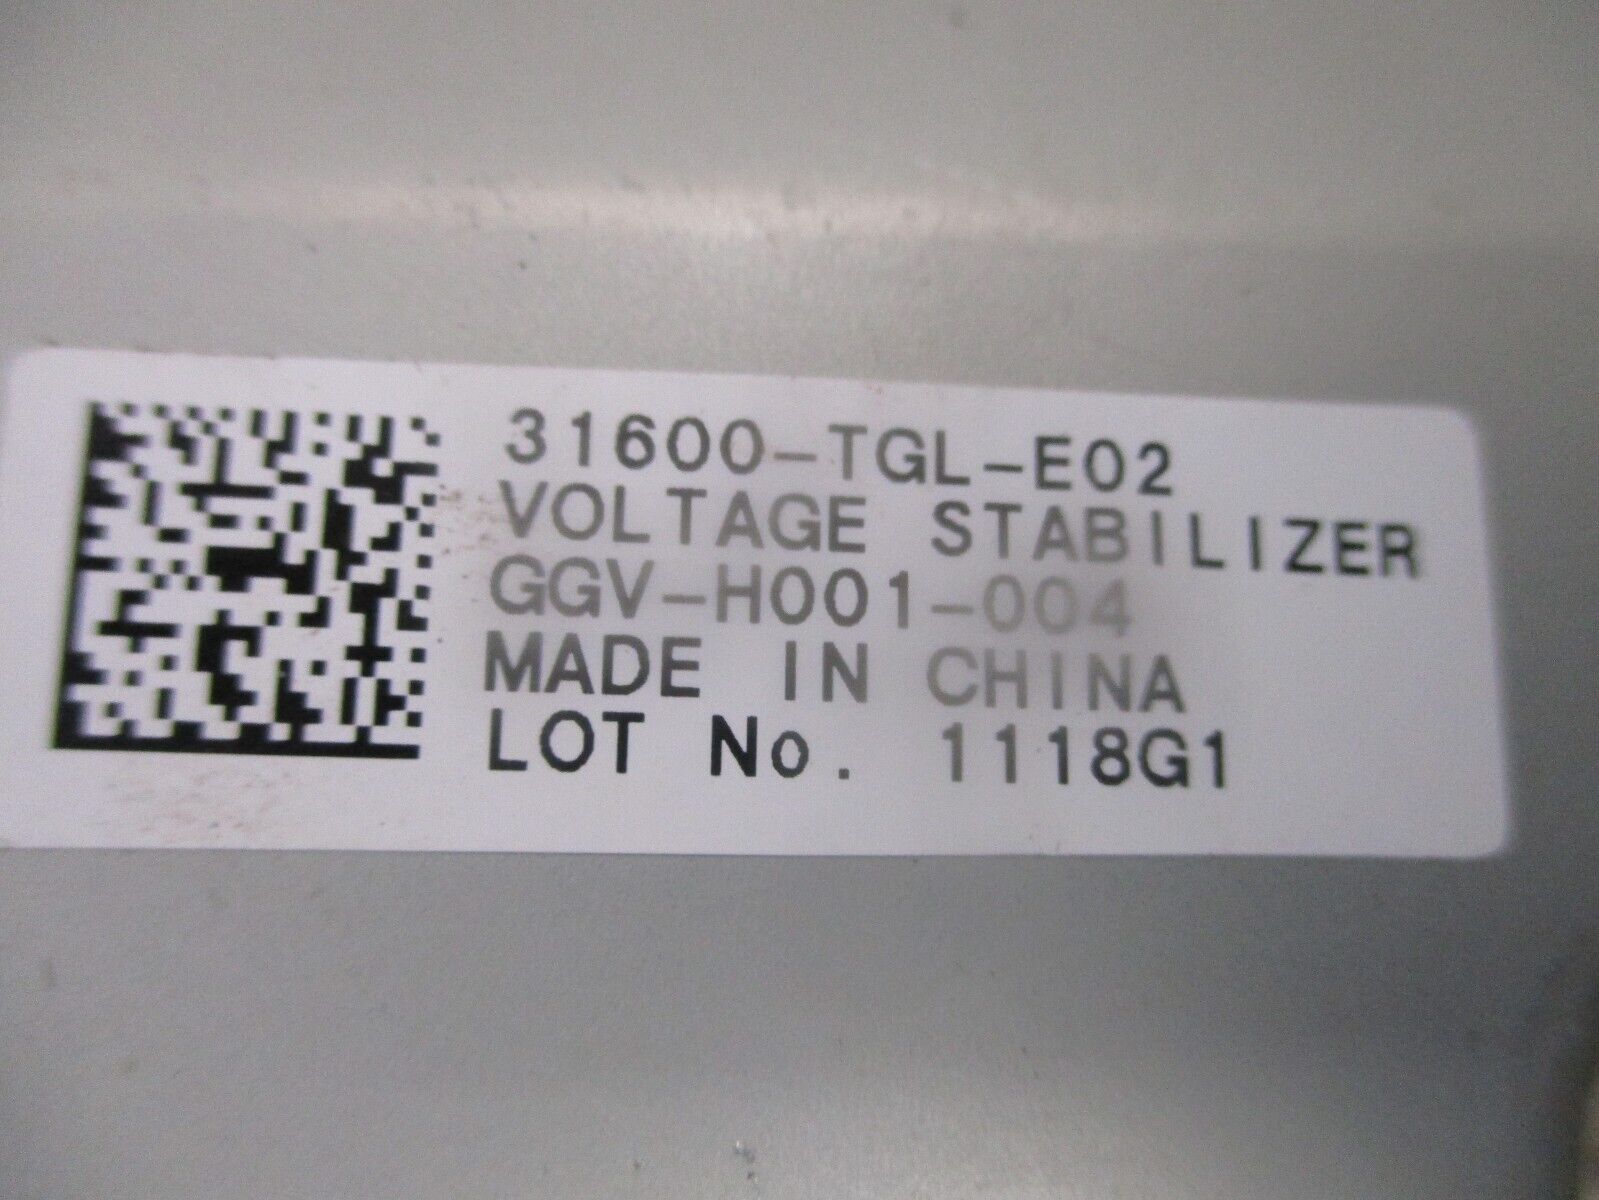 31600-TGL-E02
VOLTAGE STABILIZER
GGV-H001-004
MADE IN CHINA
LOT No. 1118G1